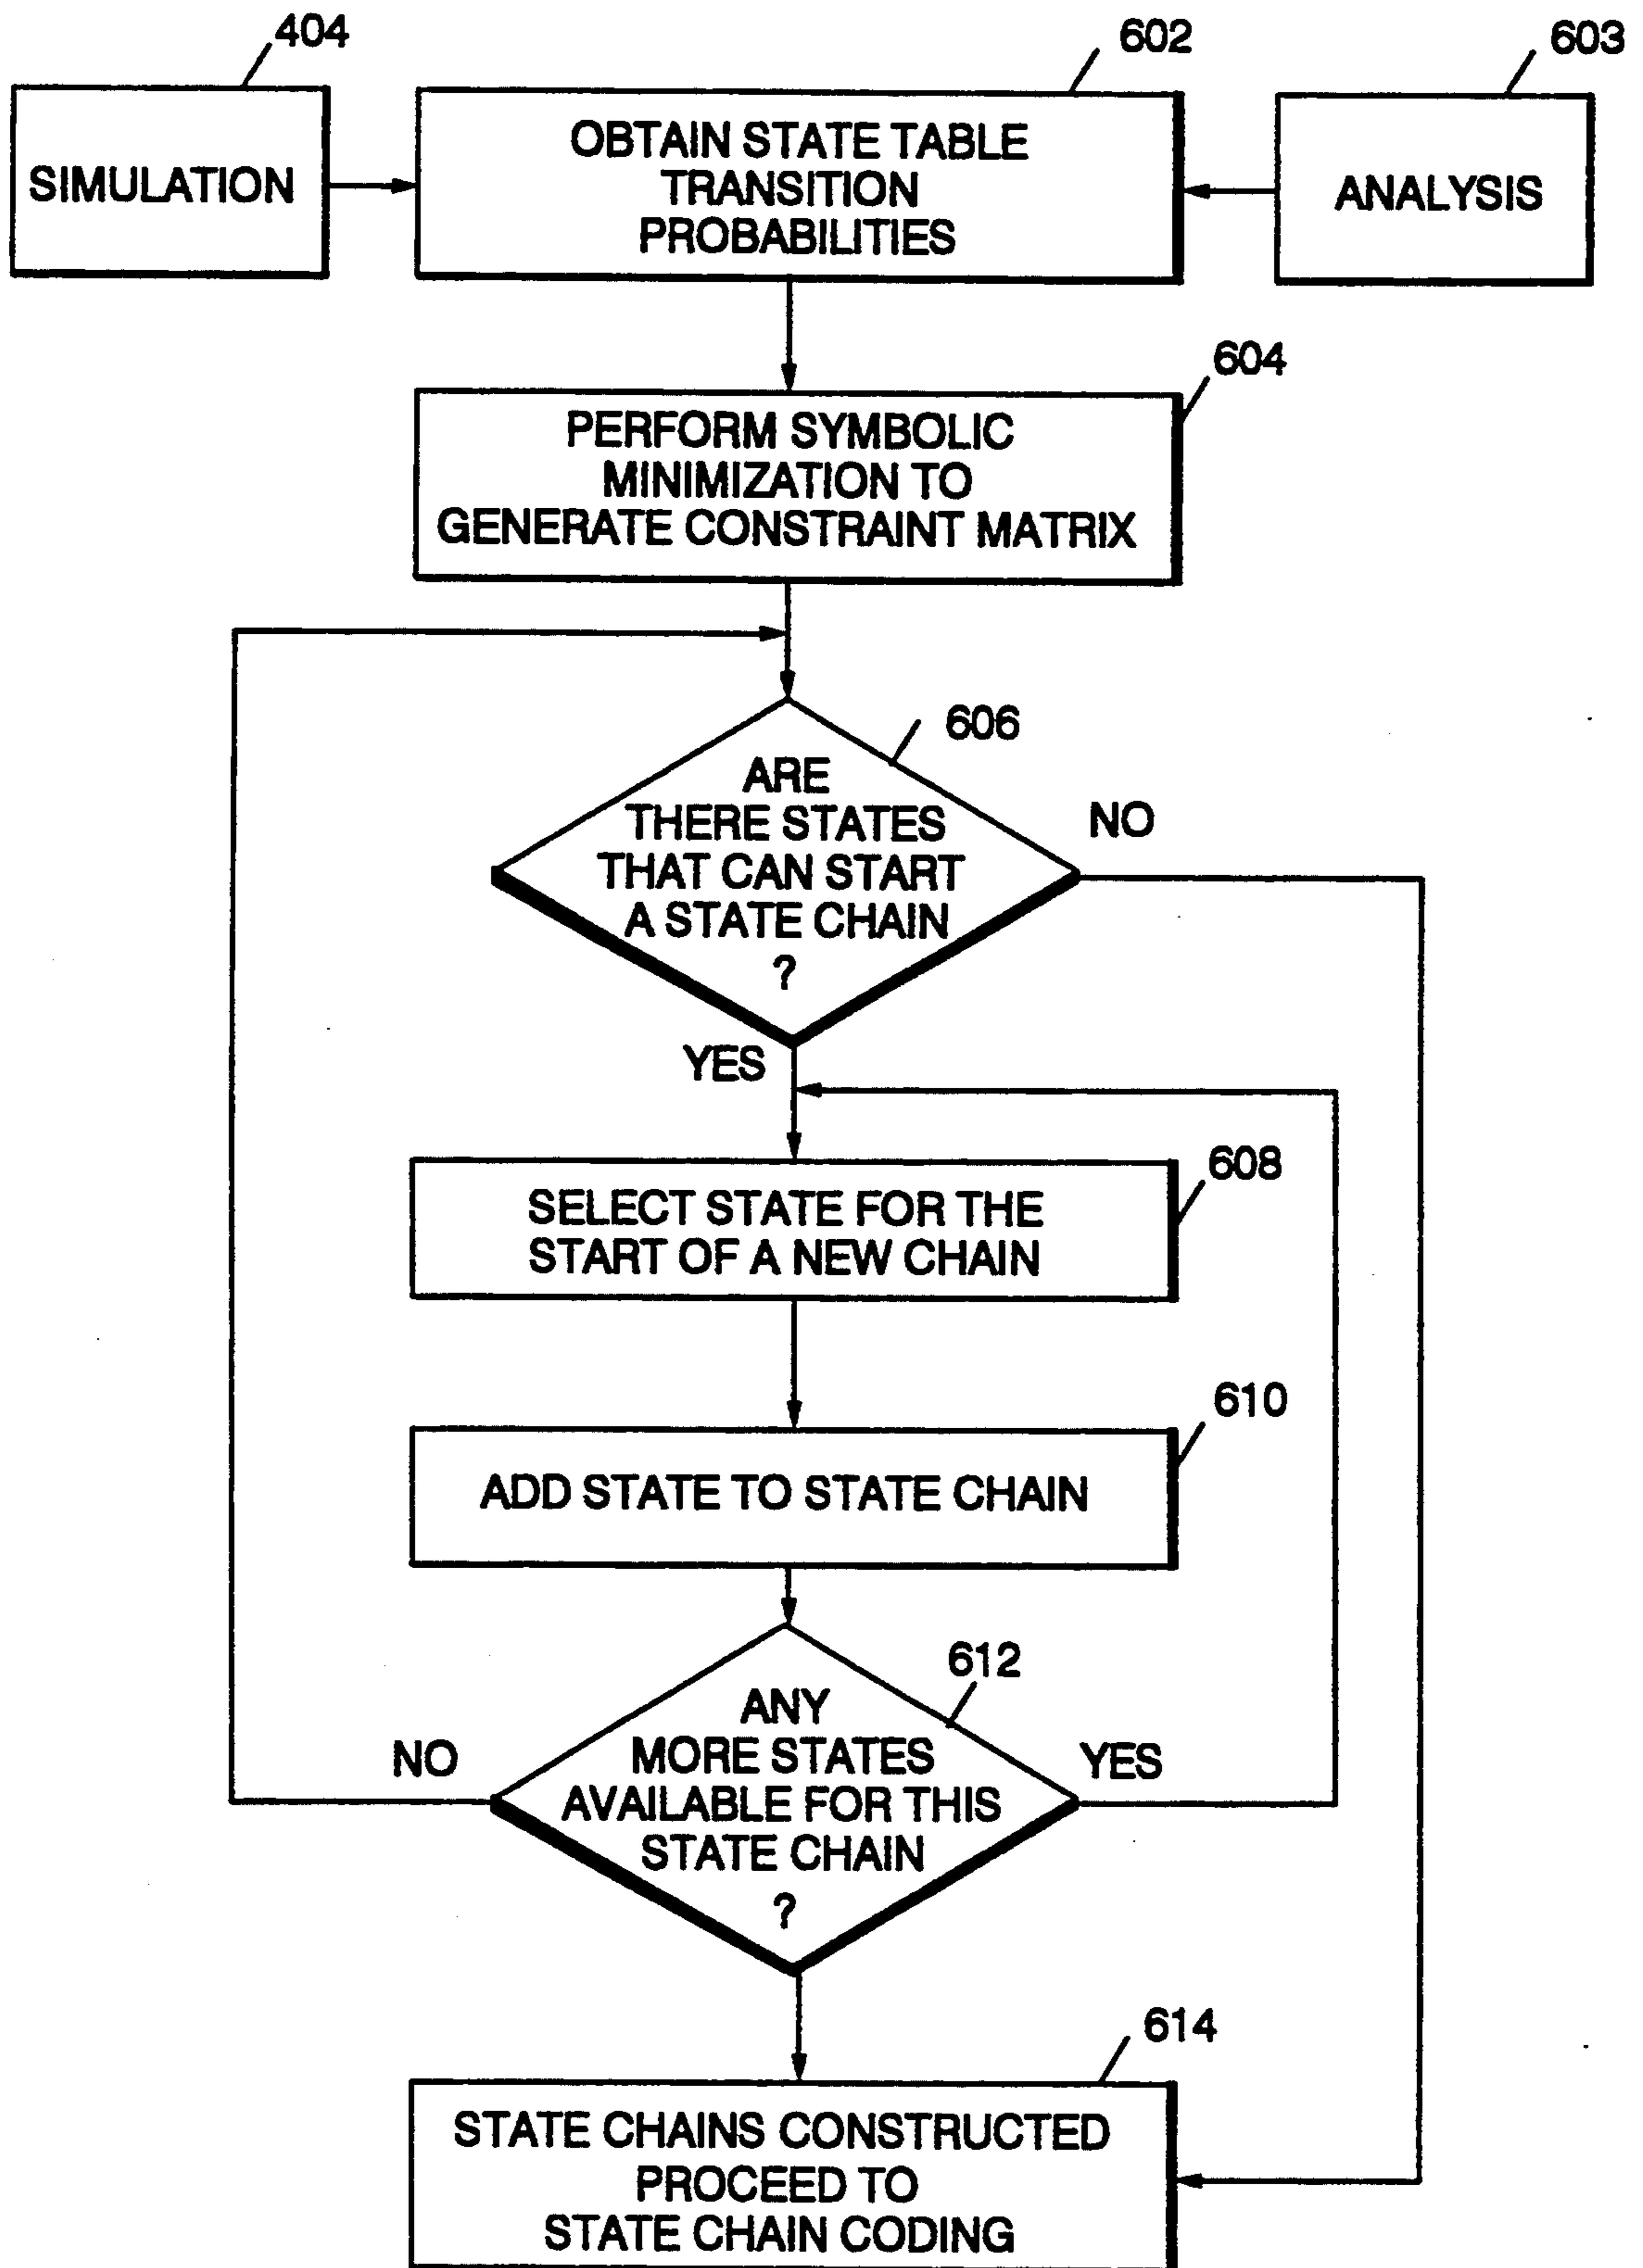 404
602
603
SIMULATION
OBTAIN STATE TABLE
TRANSITION
PROBABILITIES
ANALYSIS
604
PERFORM SYMBOLIC
MINIMIZATION TO
GENERATE CONSTRAINT MATRIX
606
ARE
THERE STATES
THAT CAN START
A STATE CHAIN
?
NO
YES
608
SELECT STATE FOR THE
START OF A NEW CHAIN
610
ADD STATE TO STATE CHAIN
612
ANY
MORE STATES
AVAILABLE FOR THIS
STATE CHAIN
?
NO
YES
614
STATE CHAINS CONSTRUCTED
PROCEED TO
STATE CHAIN CODING